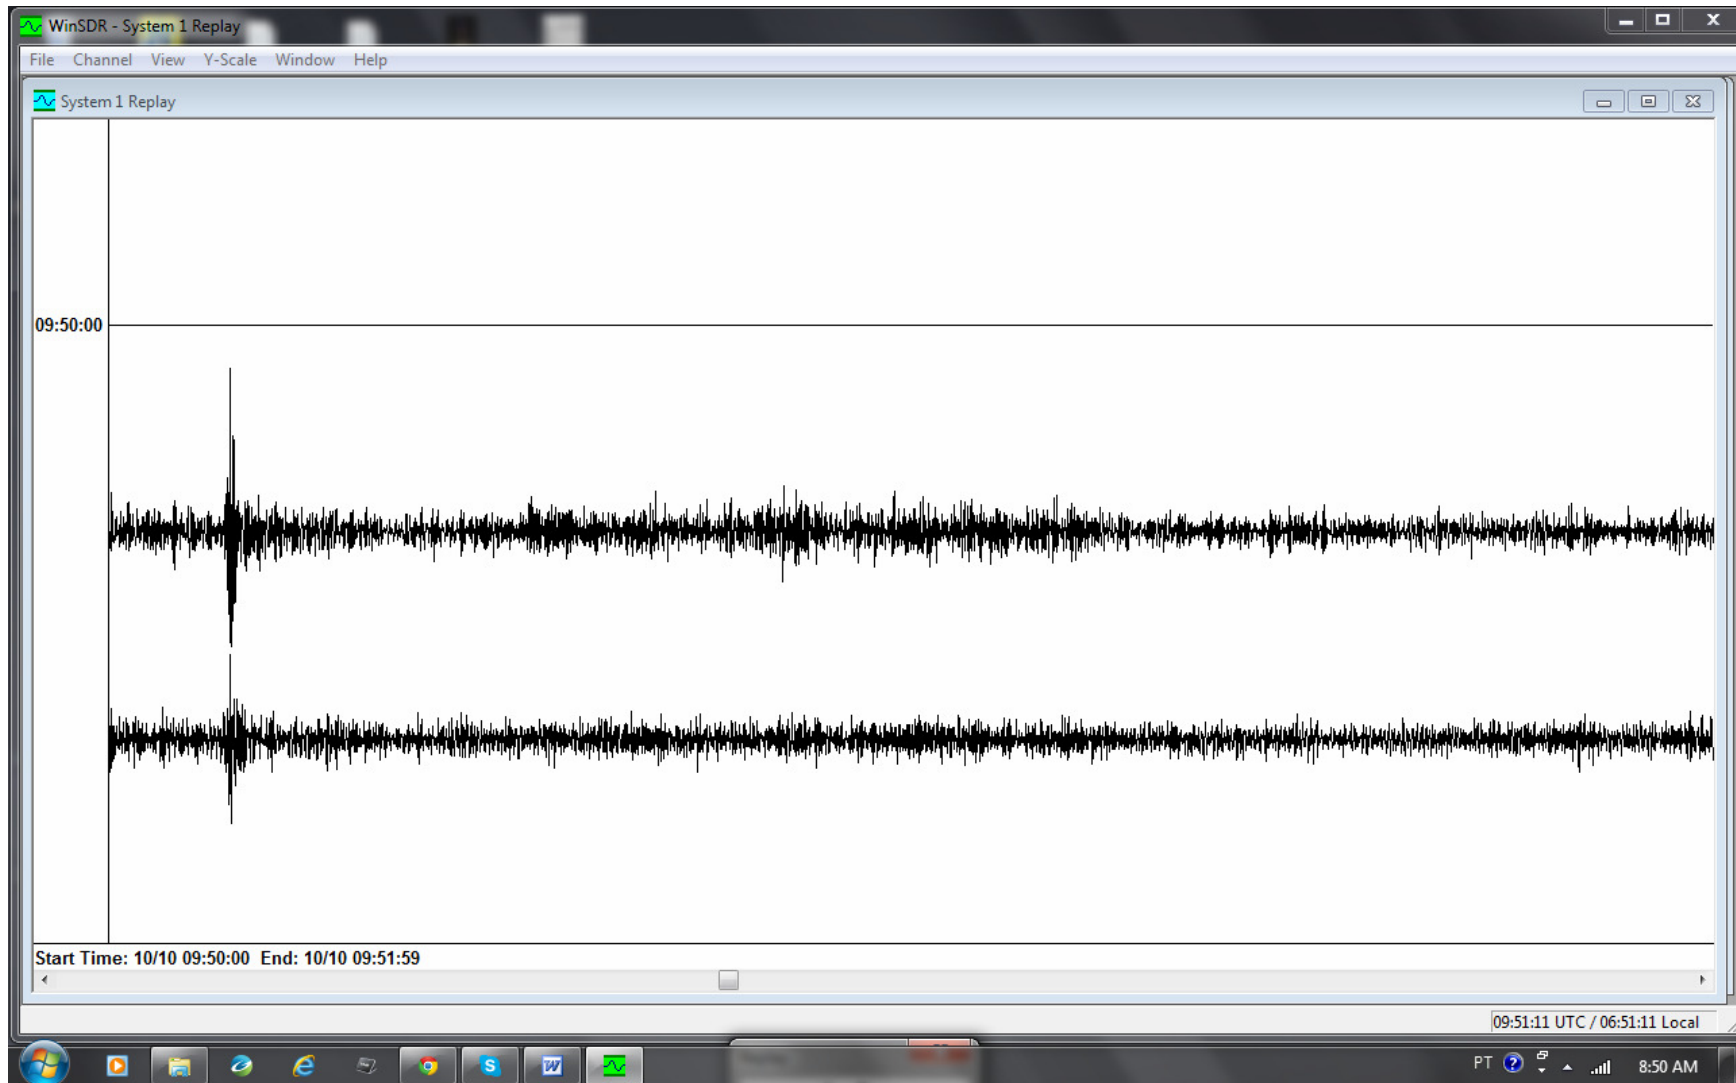 WinSDR - System 1 Replay
File Channel View Y-Scale Window Help
System 1 Replay
09:50:00
Start Time: 10/10 09:50:00 End: 10/10 09:51:59
09:51:11 UTC / 06:51:11 Local
PT 8:50 AM